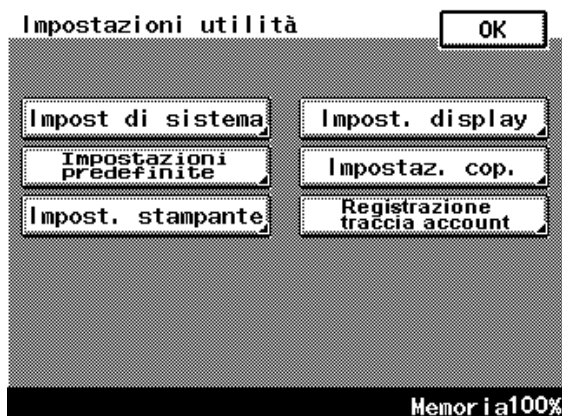 Impostazioni utilità
OK
Impost di sistema
Impost. display
Impostazioni
predefinite
Impostaz. cop.
Impost. stampante
Registrazione
traccia account
Memoria100%